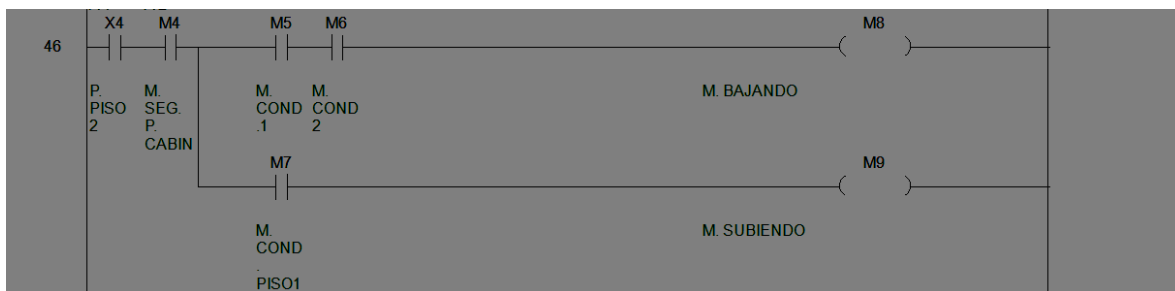 X4 M4 M5 M6 M8
46
P. M. M. M. M. BAJANDO
PISO SEG. COND COND
2 P. .1 2
CABIN
M7 M9
M. M. SUBIENDO
COND
.
PISO1